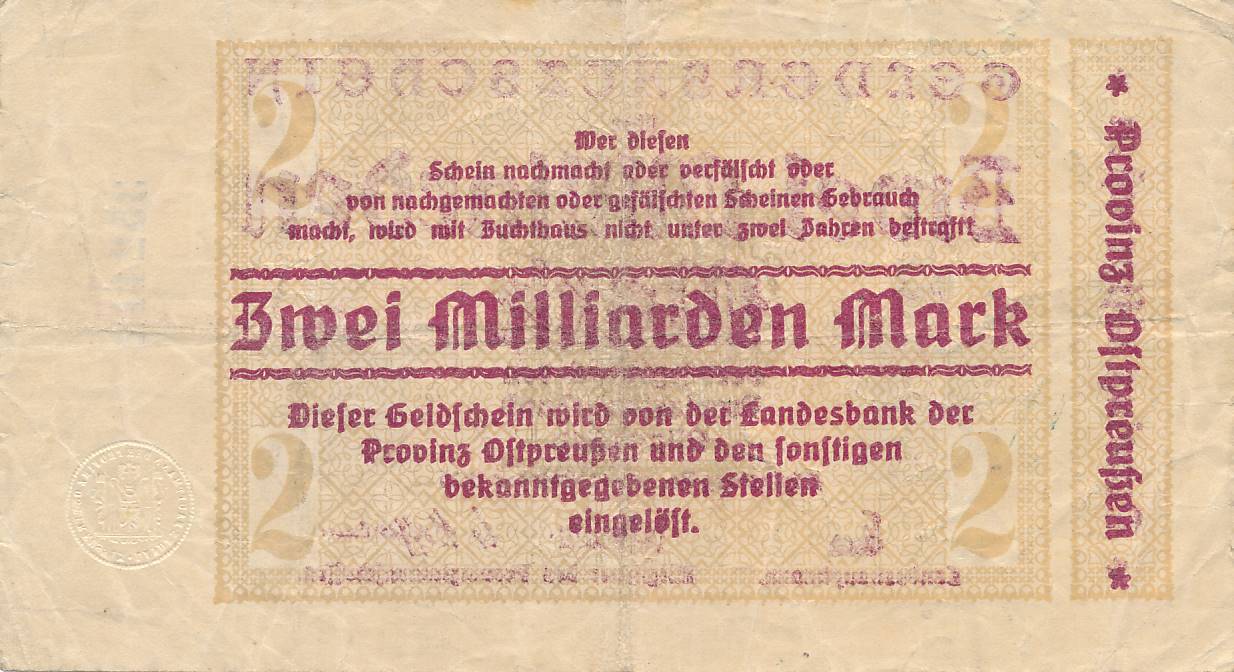 2 2
Wer diesen
Schein nachmacht oder verfälscht oder
von nachgemachten oder gefälschten Scheinen Gebrauch
macht, wird mit Zuchthaus nicht unter zwei Jahren bestraft!
Zwei Milliarden Mark
Dieser Geldschein wird von der Landesbank der
Provinz Ostpreußen und den sonstigen
bekanntgegebenen Stellen
eingelöst.
2 2
* Provinz Ostpreußen *